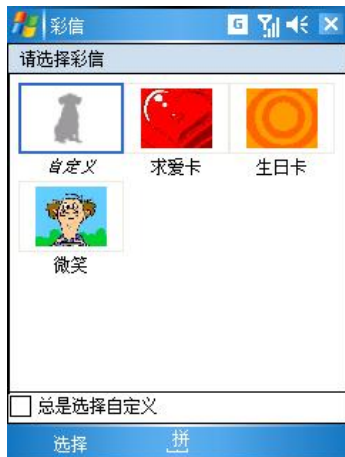 彩信
G
请选择彩信
自定义 求爱卡 生日卡
微笑
总是选择自定义
选择 拼